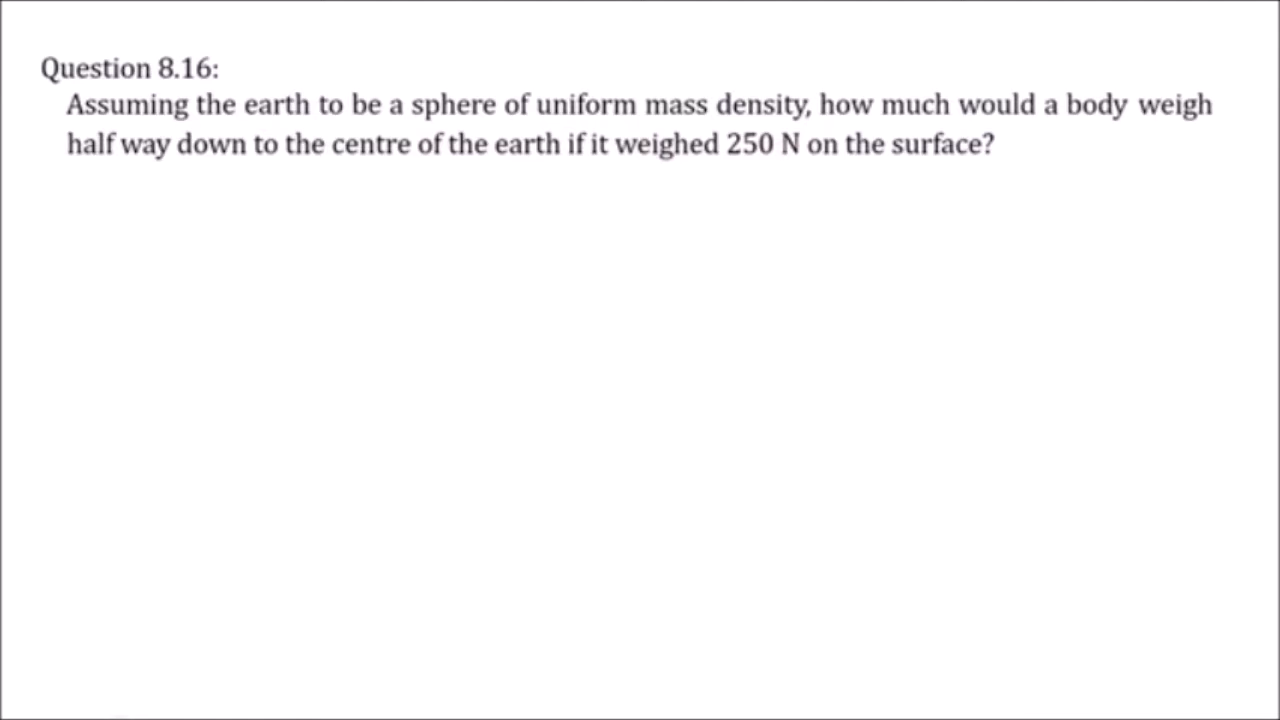 Question 8.16:
Assuming the earth to be a sphere of uniform mass density, how much would a body weigh
half way down to the centre of the earth if it weighed 250 N on the surface?